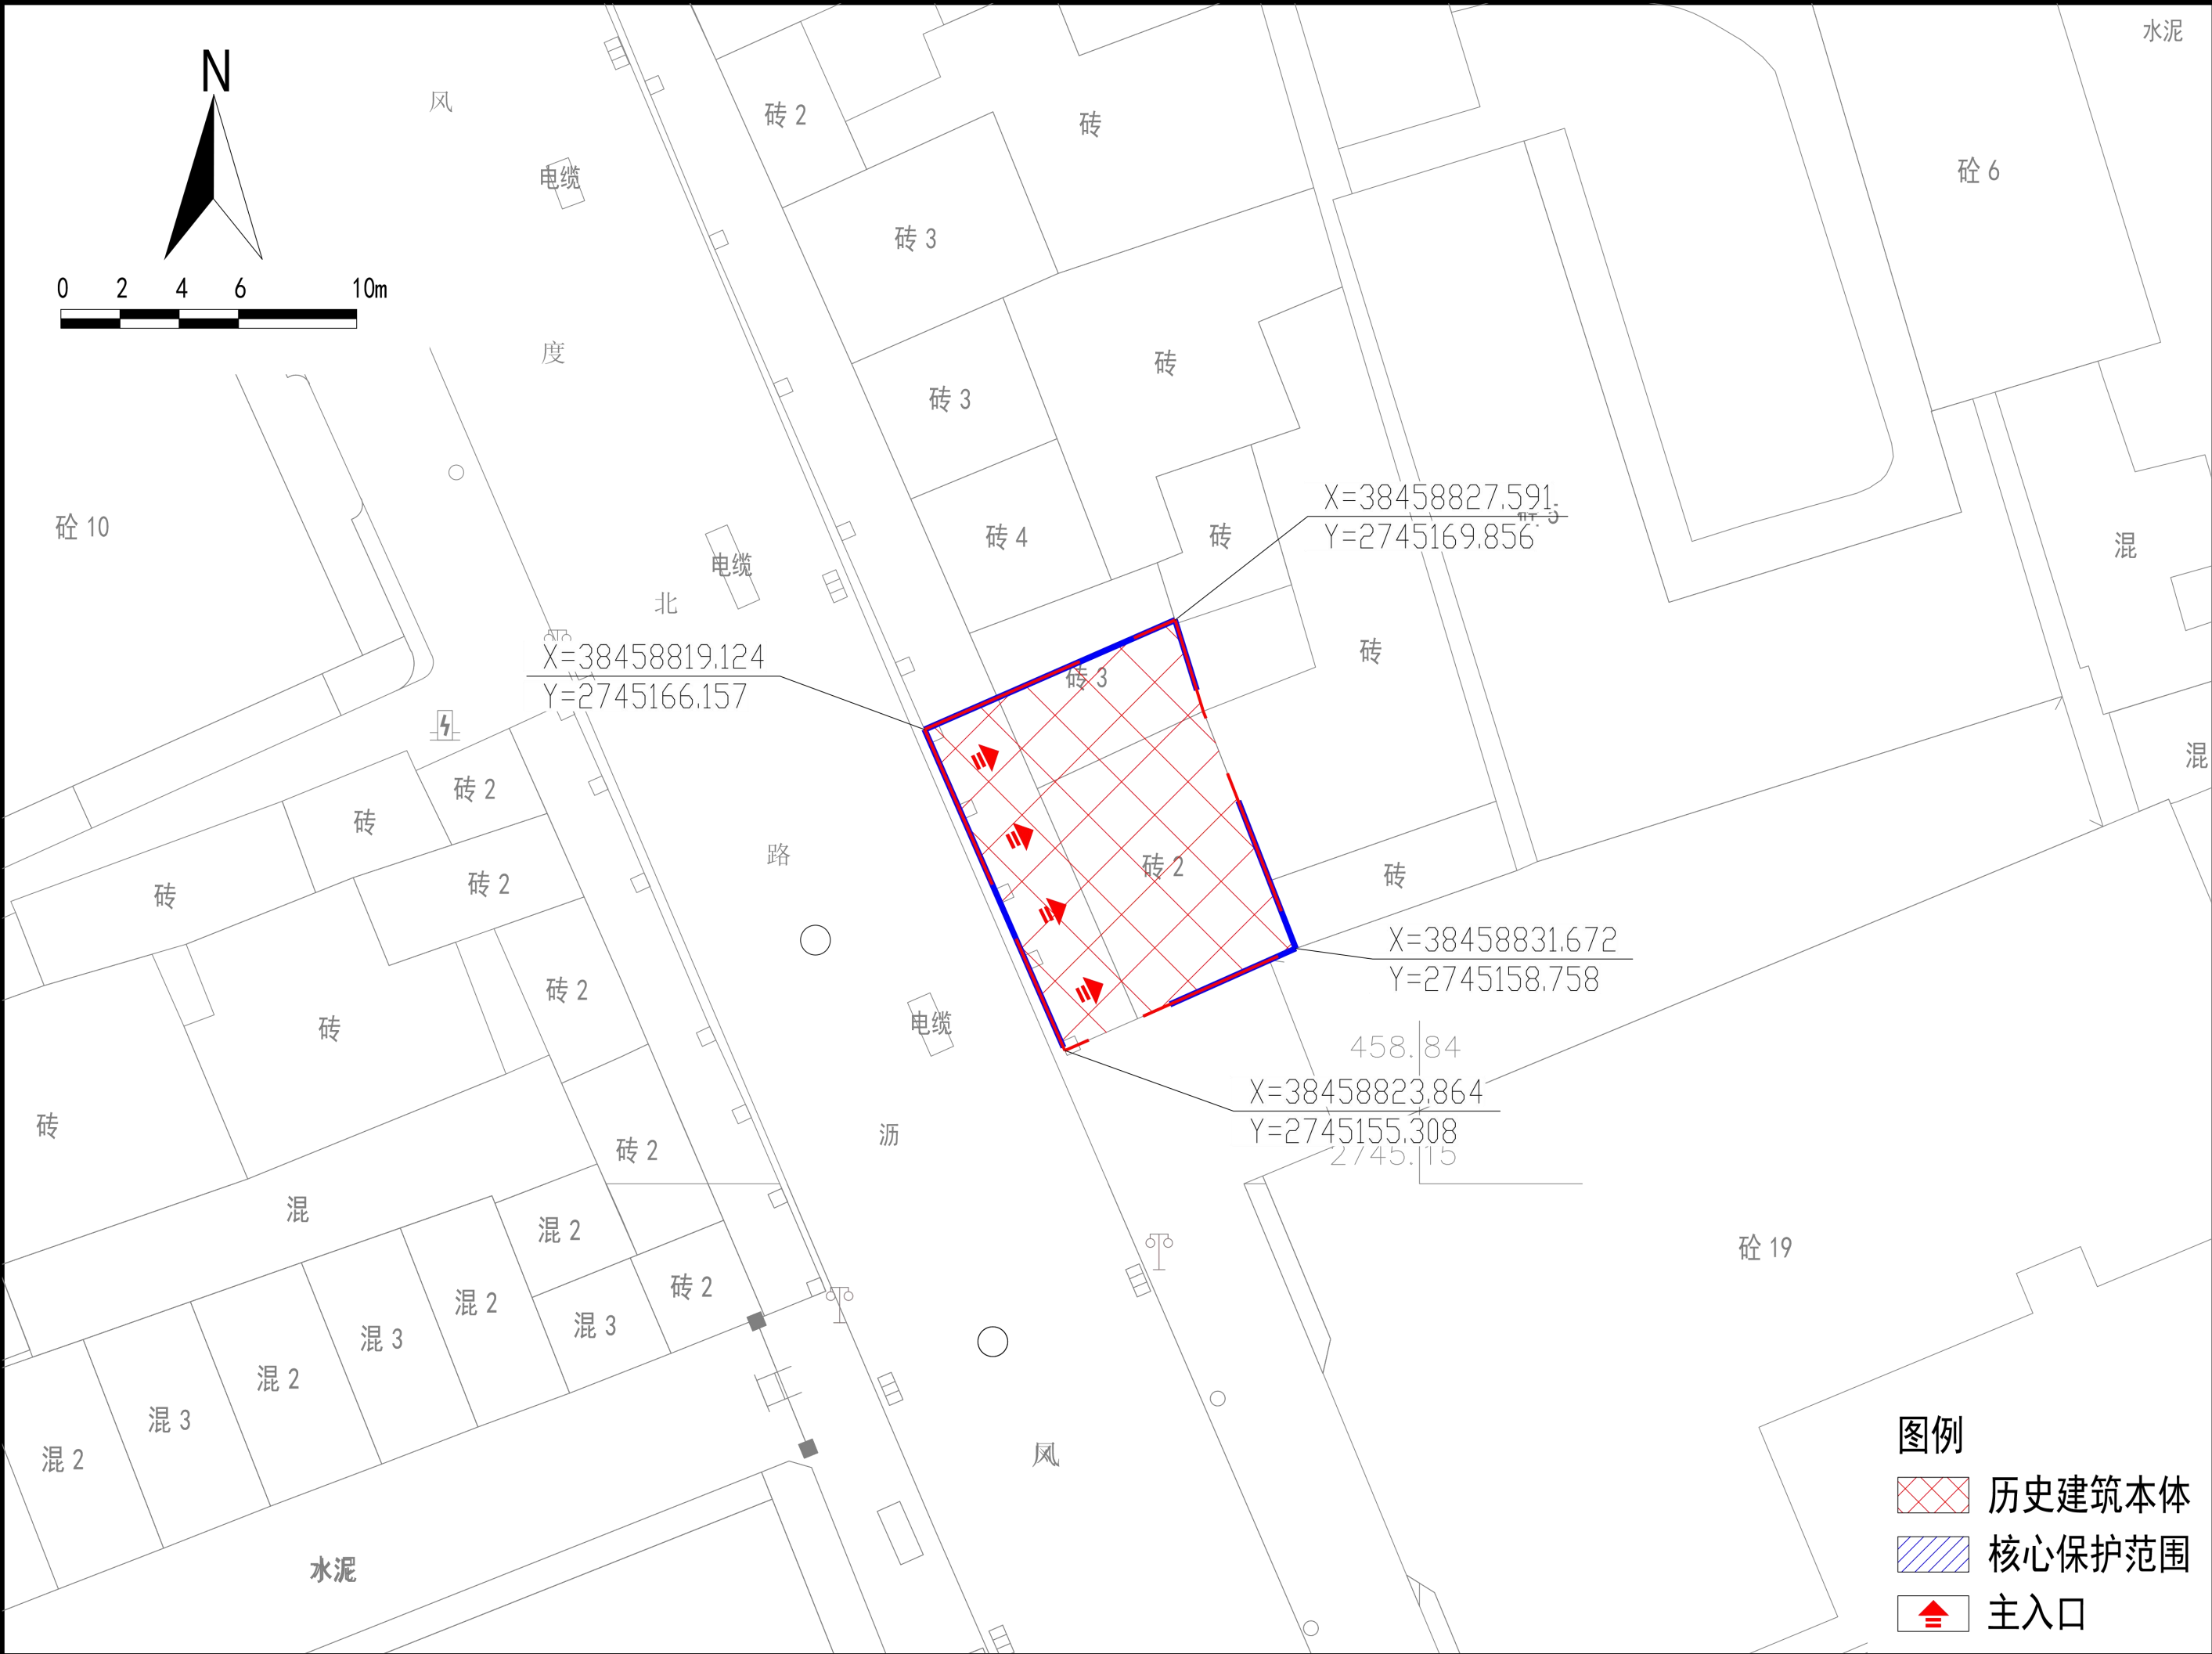 N
0 2 4 6 10m
水泥
风
砖 2
砖
电缆
砼 6
砖 3
度
砖
砖 3
X=38458827.591
Y=2745169.856
砼 10
砖 4
砖
混
电缆
北
X=38458819.124
Y=2745166.157
砖
砖 3
混
砖 2
砖
路
砖 2
砖 2
砖
砖
X=38458831.672
Y=2745158.758
砖 2
电缆
砖
458.84
X=38458823.864
Y=2745155.308
2745.15
砖
沥
砖 2
混
混 2
砼 19
砖 2
混 2
混 3
混 3
混 2
混 3
混 2
图例
风
历史建筑本体
核心保护范围
水泥
主入口